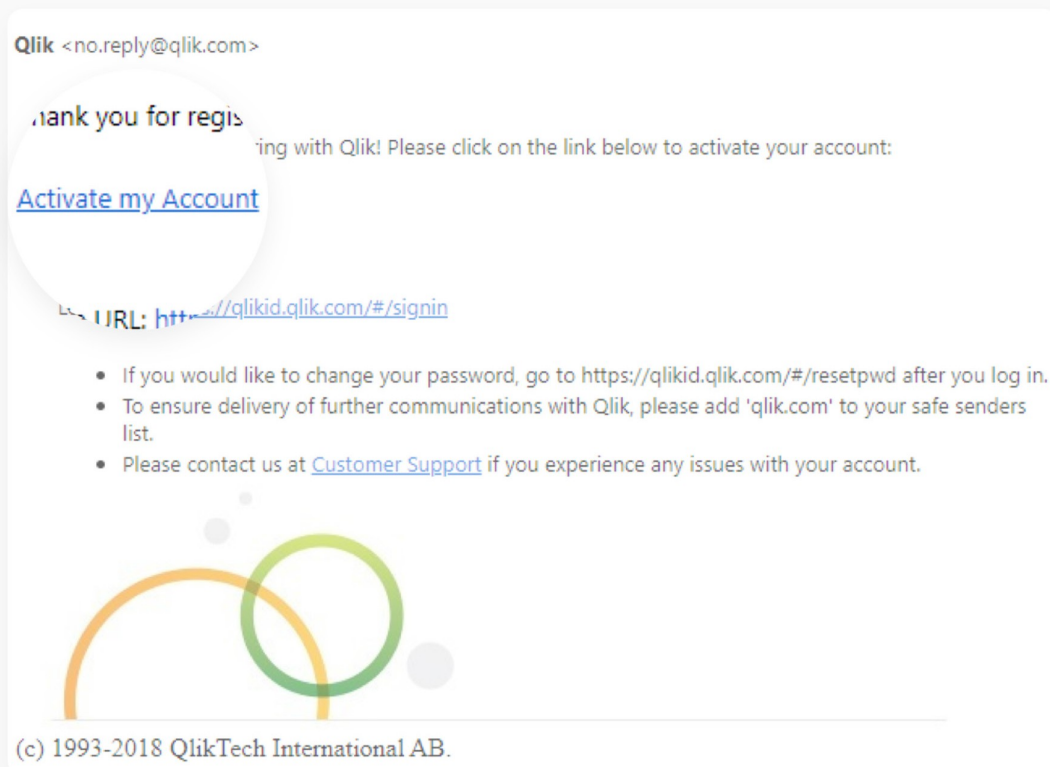 Qlik <no.reply@qlik.com>
hank you for regis
ring with Qlik! Please click on the link below to activate your account:
Activate my Account
://qlikid.qlik.com/#/signin
URL: htt
• If you would like to change your password, go to https://qlikid.qlik.com/#/resetpwd after you log in.
• To ensure delivery of further communications with Qlik, please add 'qlik.com' to your safe senders
list.
• Please contact us at Customer Support if you experience any issues with your account.
(c) 1993-2018 QlikTech International AB.